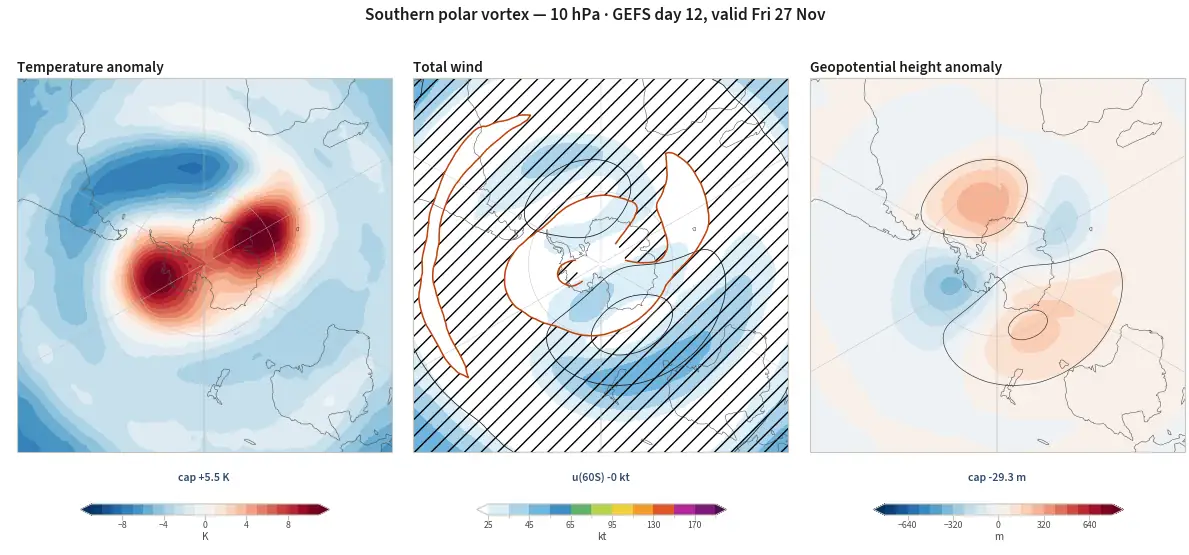 Southern polar vortex — 10 hPa · GEFS day 12, valid Fri 27 Nov
Temperature anomaly
Total wind
Geopotential height anomaly
cap +5.5 K
u(60S) -0 kt
cap -29.3 m
−8 −4 0 4 8
K
25 45 65 95 130 170
kt
−640 −320 0 320 640
m